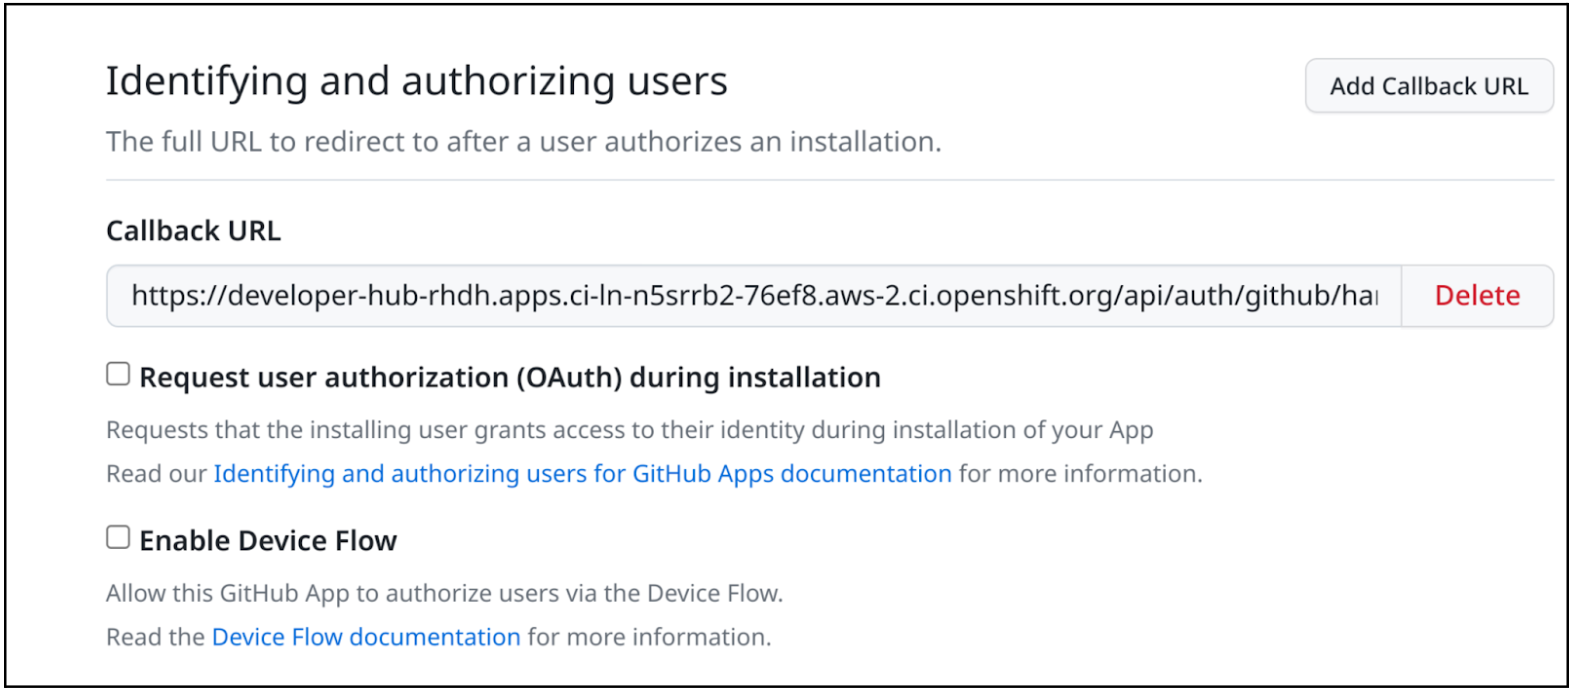 Identifying and authorizing users
Add Callback URL
The full URL to redirect to after a user authorizes an installation.
Callback URL
https://developer-hub-rhdh.apps.ci-ln-n5srrb2-76ef8.aws-2.ci.openshift.org/api/auth/github/ha
Delete
Request user authorization (OAuth) during installation
Requests that the installing user grants access to their identity during installation of your App
Read our Identifying and authorizing users for GitHub Apps documentation for more information.
Enable Device Flow
Allow this GitHub App to authorize users via the Device Flow.
Read the Device Flow documentation for more information.